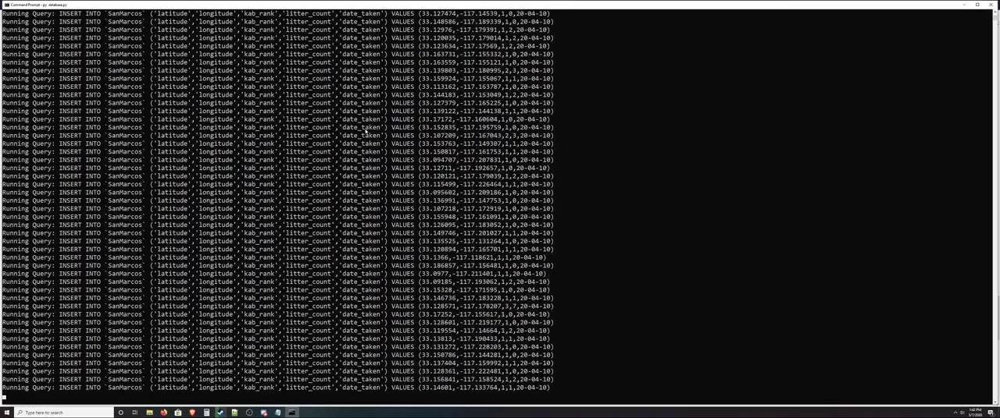 Command Prompt - py database.py
Running Query: INSERT INTO `SanMarcos` ('latitude','longitude','kab_rank','litter_count','date_taken') VALUES (33.127474,-117.14539,1,0,20-04-10)
Running Query: INSERT INTO `SanMarcos` ('latitude','longitude','kab_rank','litter_count','date_taken') VALUES (33.148586,-117.189339,1,2,20-04-10)
Running Query: INSERT INTO `SanMarcos` ('latitude','longitude','kab_rank','litter_count','date_taken') VALUES (33.12976,-117.179391,1,2,20-04-10)
Running Query: INSERT INTO `SanMarcos` ('latitude','longitude','kab_rank','litter_count','date_taken') VALUES (33.120035,-117.179014,1,2,20-04-10)
Running Query: INSERT INTO `SanMarcos` ('latitude','longitude','kab_rank','litter_count','date_taken') VALUES (33.123634,-117.17569,1,2,20-04-10)
Running Query: INSERT INTO `SanMarcos` ('latitude','longitude','kab_rank','litter_count','date_taken') VALUES (33.163731,-117.155332,1,0,20-04-10)
Running Query: INSERT INTO `SanMarcos` ('latitude','longitude','kab_rank','litter_count','date_taken') VALUES (33.163559,-117.155121,1,0,20-04-10)
Running Query: INSERT INTO `SanMarcos` ('latitude','longitude','kab_rank','litter_count','date_taken') VALUES (33.139803,-117.180995,2,3,20-04-10)
Running Query: INSERT INTO `SanMarcos` ('latitude','longitude','kab_rank','litter_count','date_taken') VALUES (33.159924,-117.155067,1,1,20-04-10)
Running Query: INSERT INTO `SanMarcos` ('latitude','longitude','kab_rank','litter_count','date_taken') VALUES (33.113162,-117.163787,1,0,20-04-10)
Running Query: INSERT INTO `SanMarcos` ('latitude','longitude','kab_rank','litter_count','date_taken') VALUES (33.144183,-117.153049,1,2,20-04-10)
Running Query: INSERT INTO `SanMarcos` ('latitude','longitude','kab_rank','litter_count','date_taken') VALUES (33.127379,-117.165225,1,0,20-04-10)
Running Query: INSERT INTO `SanMarcos` ('latitude','longitude','kab_rank','litter_count','date_taken') VALUES (33.139122,-117.144138,1,1,20-04-10)
Running Query: INSERT INTO `SanMarcos` ('latitude','longitude','kab_rank','litter_count','date_taken') VALUES (33.17172,-117.160604,1,0,20-04-10)
Running Query: INSERT INTO `SanMarcos` ('latitude','longitude','kab_rank','litter_count','date_taken') VALUES (33.152835,-117.195759,1,0,20-04-10)
Running Query: INSERT INTO `SanMarcos` ('latitude','longitude','kab_rank','litter_count','date_taken') VALUES (33.107209,-117.167043,2,3,20-04-10)
Running Query: INSERT INTO `SanMarcos` ('latitude','longitude','kab_rank','litter_count','date_taken') VALUES (33.153763,-117.149307,1,1,20-04-10)
Running Query: INSERT INTO `SanMarcos` ('latitude','longitude','kab_rank','litter_count','date_taken') VALUES (33.150817,-117.161753,1,1,20-04-10)
Running Query: INSERT INTO `SanMarcos` ('latitude','longitude','kab_rank','litter_count','date_taken') VALUES (33.094707,-117.207831,1,0,20-04-10)
Running Query: INSERT INTO `SanMarcos` ('latitude','longitude','kab_rank','litter_count','date_taken') VALUES (33.12711,-117.192657,1,0,20-04-10)
Running Query: INSERT INTO `SanMarcos` ('latitude','longitude','kab_rank','litter_count','date_taken') VALUES (33.120121,-117.179039,1,2,20-04-10)
Running Query: INSERT INTO `SanMarcos` ('latitude','longitude','kab_rank','litter_count','date_taken') VALUES (33.115499,-117.226464,1,1,20-04-10)
Running Query: INSERT INTO `SanMarcos` ('latitude','longitude','kab_rank','litter_count','date_taken') VALUES (33.095602,-117.209186,1,1,20-04-10)
Running Query: INSERT INTO `SanMarcos` ('latitude','longitude','kab_rank','litter_count','date_taken') VALUES (33.136991,-117.147753,1,1,20-04-10)
Running Query: INSERT INTO `SanMarcos` ('latitude','longitude','kab_rank','litter_count','date_taken') VALUES (33.107218,-117.172919,1,0,20-04-10)
Running Query: INSERT INTO `SanMarcos` ('latitude','longitude','kab_rank','litter_count','date_taken') VALUES (33.155948,-117.161091,1,0,20-04-10)
Running Query: INSERT INTO `SanMarcos` ('latitude','longitude','kab_rank','litter_count','date_taken') VALUES (33.126095,-117.183052,1,0,20-04-10)
Running Query: INSERT INTO `SanMarcos` ('latitude','longitude','kab_rank','litter_count','date_taken') VALUES (33.149746,-117.201027,1,1,20-04-10)
Running Query: INSERT INTO `SanMarcos` ('latitude','longitude','kab_rank','litter_count','date_taken') VALUES (33.135525,-117.131264,1,0,20-04-10)
Running Query: INSERT INTO `SanMarcos` ('latitude','longitude','kab_rank','litter_count','date_taken') VALUES (33.120894,-117.165701,1,1,20-04-10)
Running Query: INSERT INTO `SanMarcos` ('latitude','longitude','kab_rank','litter_count','date_taken') VALUES (33.1366,-117.118621,1,1,20-04-10)
Running Query: INSERT INTO `SanMarcos` ('latitude','longitude','kab_rank','litter_count','date_taken') VALUES (33.186857,-117.156481,1,0,20-04-10)
Running Query: INSERT INTO `SanMarcos` ('latitude','longitude','kab_rank','litter_count','date_taken') VALUES (33.0977,-117.211401,1,1,20-04-10)
Running Query: INSERT INTO `SanMarcos` ('latitude','longitude','kab_rank','litter_count','date_taken') VALUES (33.09185,-117.193062,1,2,20-04-10)
Running Query: INSERT INTO `SanMarcos` ('latitude','longitude','kab_rank','litter_count','date_taken') VALUES (33.15328,-117.171595,1,0,20-04-10)
Running Query: INSERT INTO `SanMarcos` ('latitude','longitude','kab_rank','litter_count','date_taken') VALUES (33.146736,-117.183228,1,1,20-04-10)
Running Query: INSERT INTO `SanMarcos` ('latitude','longitude','kab_rank','litter_count','date_taken') VALUES (33.128571,-117.178207,3,7,20-04-10)
Running Query: INSERT INTO `SanMarcos` ('latitude','longitude','kab_rank','litter_count','date_taken') VALUES (33.17252,-117.155617,1,0,20-04-10)
Running Query: INSERT INTO `SanMarcos` ('latitude','longitude','kab_rank','litter_count','date_taken') VALUES (33.128601,-117.219177,1,0,20-04-10)
Running Query: INSERT INTO `SanMarcos` ('latitude','longitude','kab_rank','litter_count','date_taken') VALUES (33.119554,-117.14664,1,2,20-04-10)
Running Query: INSERT INTO `SanMarcos` ('latitude','longitude','kab_rank','litter_count','date_taken') VALUES (33.13813,-117.190433,1,1,20-04-10)
Running Query: INSERT INTO `SanMarcos` ('latitude','longitude','kab_rank','litter_count','date_taken') VALUES (33.131272,-117.228203,1,0,20-04-10)
Running Query: INSERT INTO `SanMarcos` ('latitude','longitude','kab_rank','litter_count','date_taken') VALUES (33.150786,-117.144281,1,0,20-04-10)
Running Query: INSERT INTO `SanMarcos` ('latitude','longitude','kab_rank','litter_count','date_taken') VALUES (33.137404,-117.159992,1,1,20-04-10)
Running Query: INSERT INTO `SanMarcos` ('latitude','longitude','kab_rank','litter_count','date_taken') VALUES (33.128361,-117.222481,1,0,20-04-10)
Running Query: INSERT INTO `SanMarcos` ('latitude','longitude','kab_rank','litter_count','date_taken') VALUES (33.156841,-117.158524,1,2,20-04-10)
Running Query: INSERT INTO `SanMarcos` ('latitude','longitude','kab_rank','litter_count','date_taken') VALUES (33.14601,-117.133764,1,1,20-04-10)
Type here to search
1:42 PM
5/7/2020